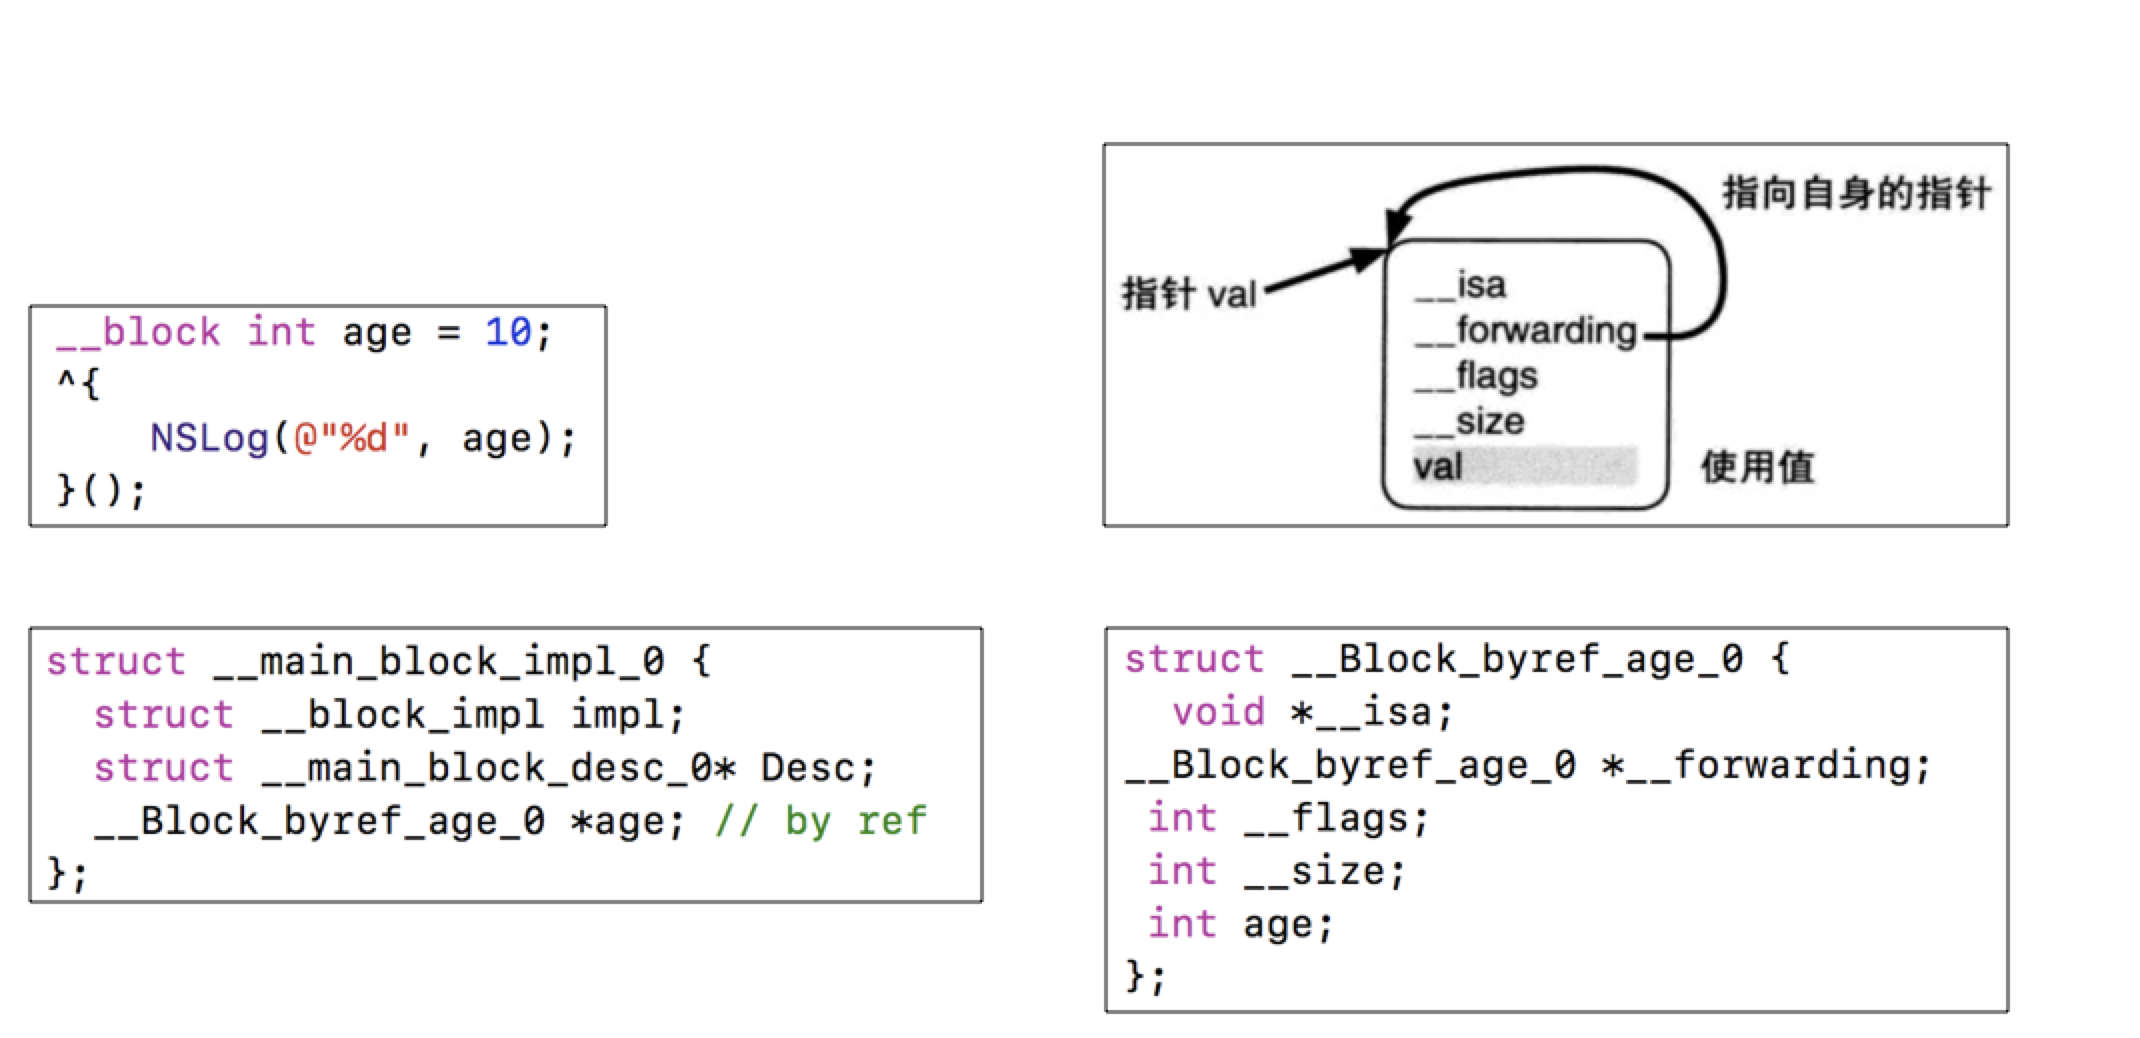 __block int age = 10;
^{
    NSLog(@"%d", age);
}();
指向自身的指针
指针 val
__isa
__forwarding
__flags
__size
val
使用值
struct __main_block_impl_0 {
  struct __block_impl impl;
  struct __main_block_desc_0* Desc;
  __Block_byref_age_0 *age; // by ref
};
struct __Block_byref_age_0 {
  void *__isa;
__Block_byref_age_0 *__forwarding;
 int __flags;
 int __size;
 int age;
};